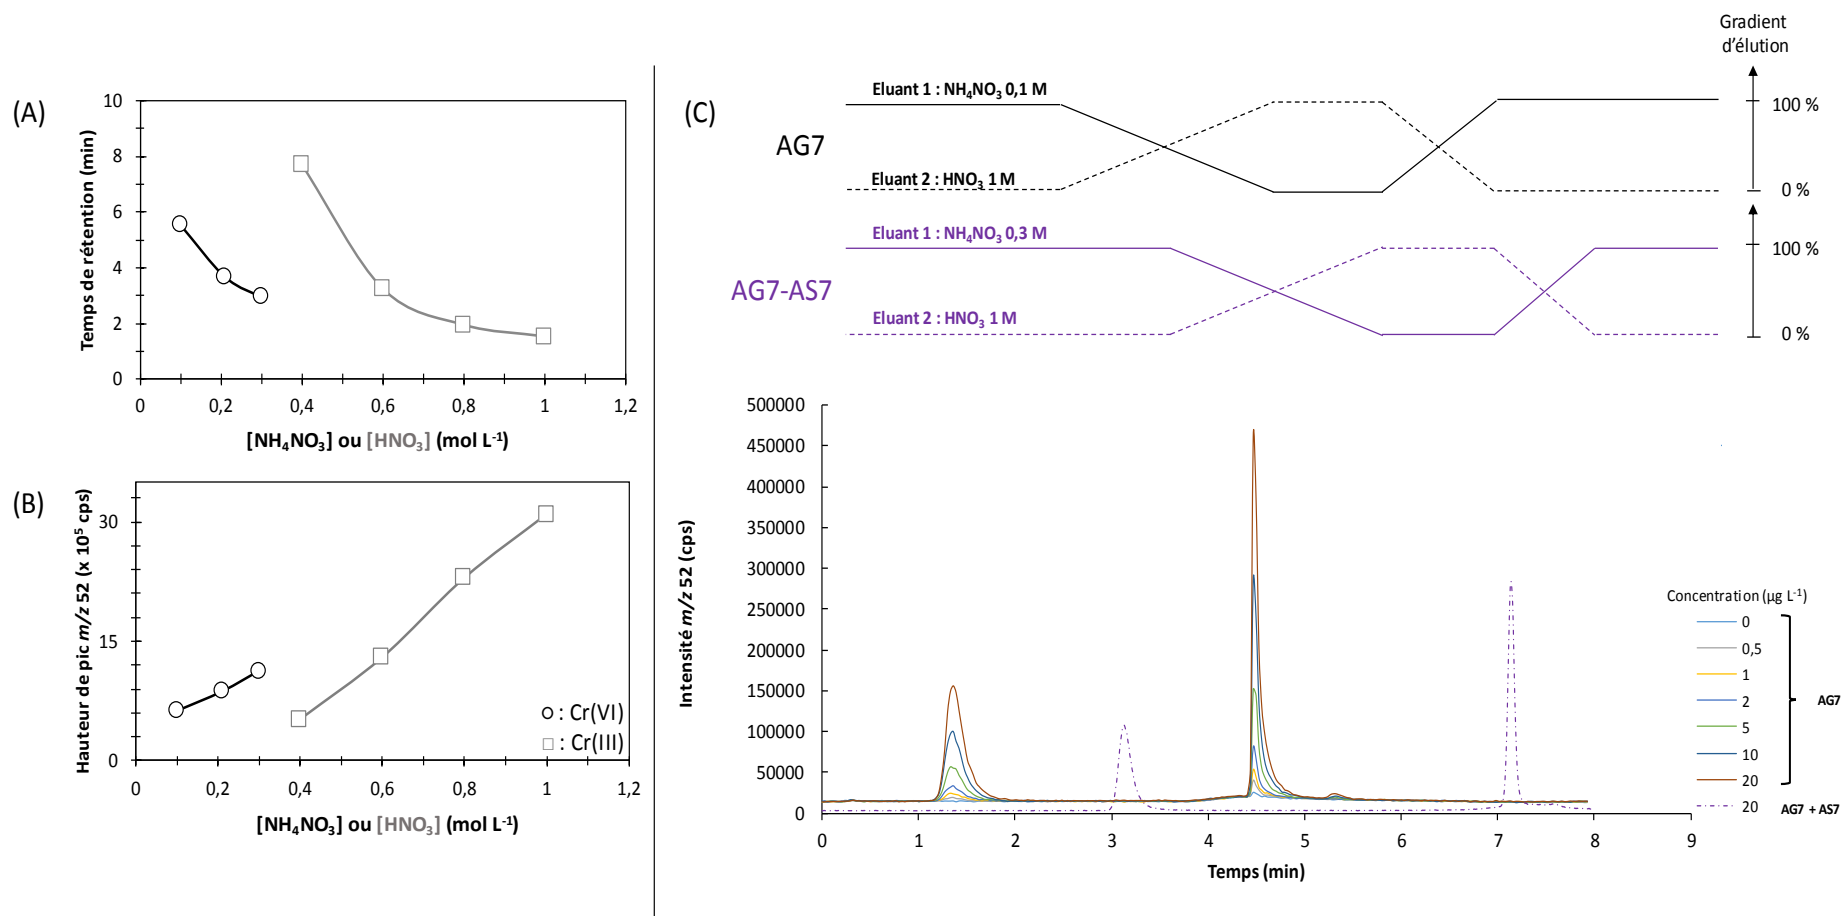 (A)
Temps de rétention (min)
10
8
6
4
2
0
0 0,2 0,4 0,6 0,8 1 1,2
[NH₄NO₃] ou [HNO₃] (mol L⁻¹)
(B)
Hauteur de pic m/z 52 (x 10⁵ cps)
30
15
0
: Cr(VI)
: Cr(III)
0 0,2 0,4 0,6 0,8 1 1,2
[NH₄NO₃] ou [HNO₃] (mol L⁻¹)
(C)
Gradient
d'élution
AG7
Eluant 1 : NH₄NO₃ 0,1 M
Eluant 2 : HNO₃ 1 M
100 %
0 %
AG7-AS7
Eluant 1 : NH₄NO₃ 0,3 M
Eluant 2 : HNO₃ 1 M
100 %
0 %
Intensité m/z 52 (cps)
500000
450000
400000
350000
300000
250000
200000
150000
100000
50000
0
0 1 2 3 4 5 6 7 8 9
Temps (min)
Concentration (µg L⁻¹)
0
0,5
1
2
5
10
20
AG7
20 AG7 + AS7